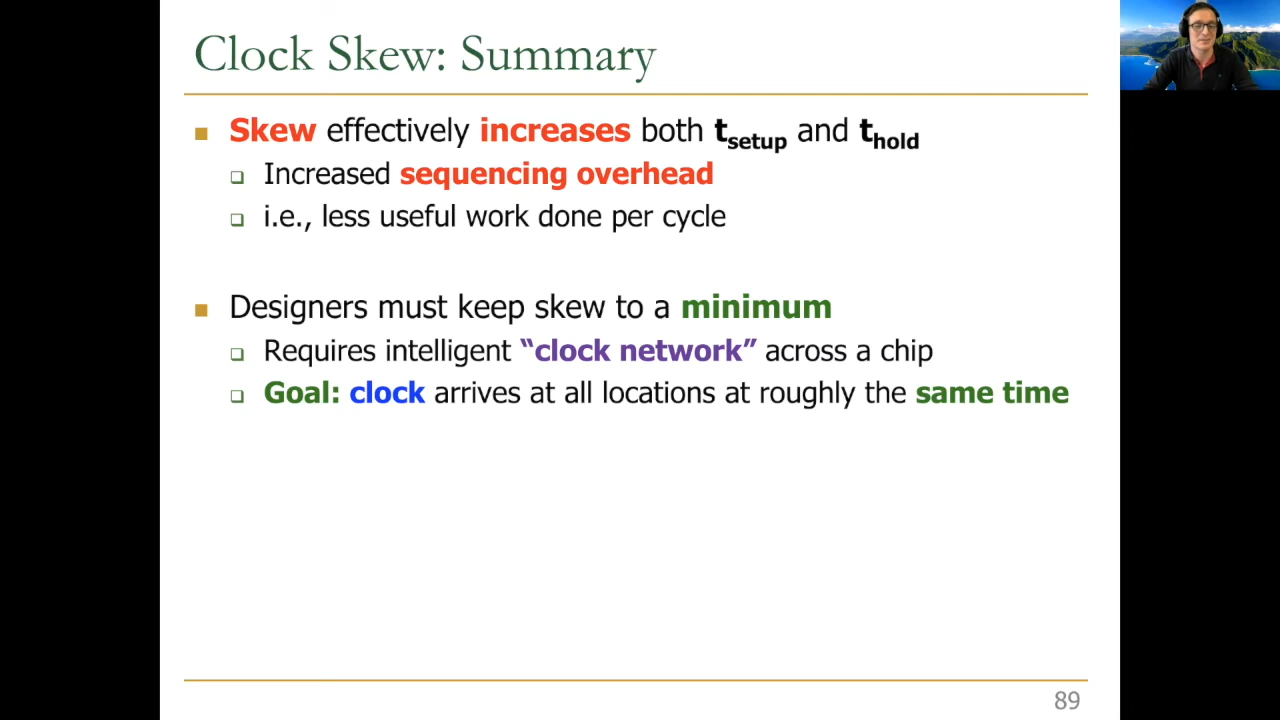 Clock Skew: Summary
Skew effectively increases both tsetup and thold
Increased sequencing overhead
i.e., less useful work done per cycle
Designers must keep skew to a minimum
Requires intelligent “clock network” across a chip
Goal: clock arrives at all locations at roughly the same time
89